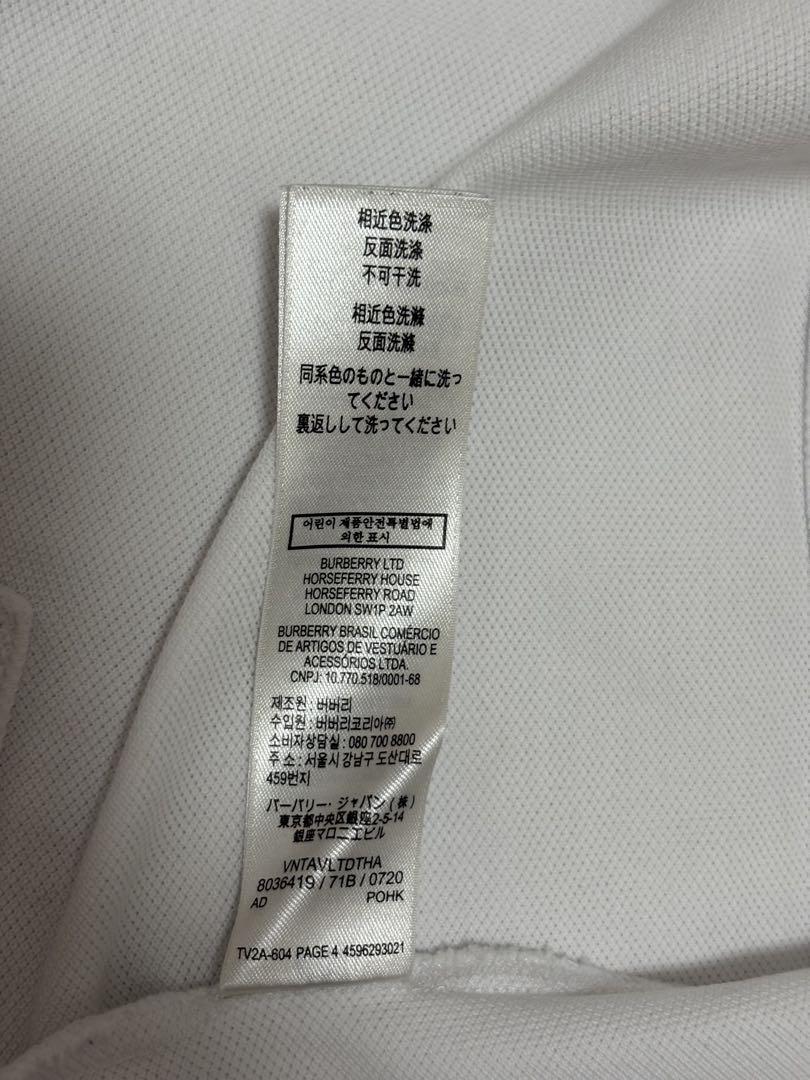 相近色洗涤
反面洗涤
不可干洗
相近色洗滌
反面洗滌
同系色のものと一緒に洗っ
てください
裏返しして洗ってください
어린이 제품안전특별법에
의한 표시
BURBERRY LTD
HORSEFERRY HOUSE
HORSEFERRY ROAD
LONDON SW1P 2AW
BURBERRY BRASIL COMÉRCIO
DE ARTIGOS DE VESTUÁRIO E
ACESSÓRIOS LTDA.
CNPJ: 10.770.518/0001-68
제조원 : 버버리
수입원 : 버버리코리아㈜
소비자상담실 : 080 700 8800
주 소 : 서울시 강남구 도산대로
459번지
バーバリー・ジャパン(株)
東京都中央区銀座2-5-14
銀座マロニエビル
VNTAVLTDTHA
8036419 / 71B / 0720
AD POHK
TV2A-604 PAGE 4 4596293021